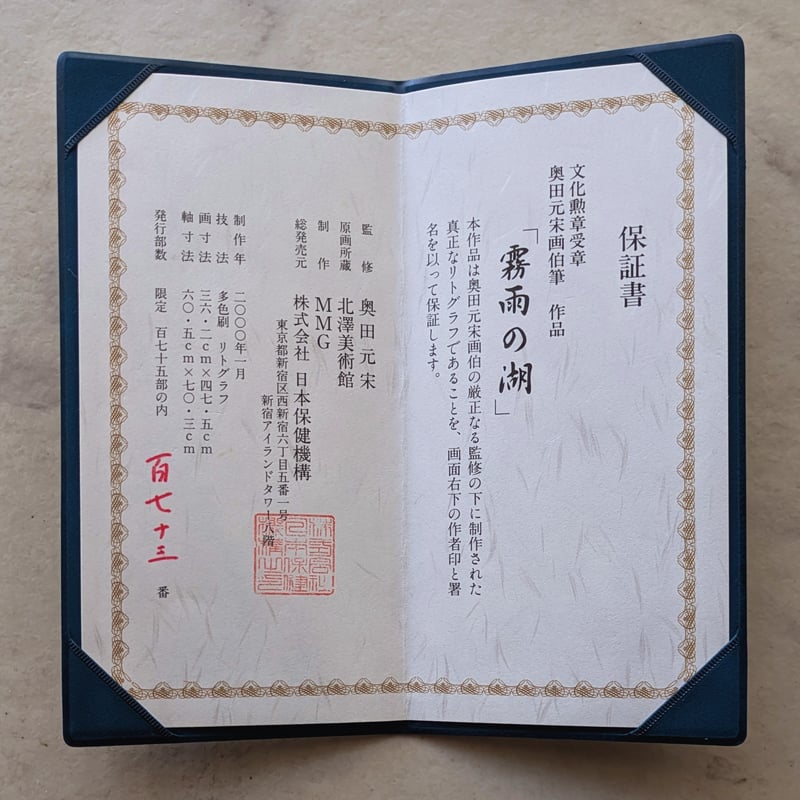 保証書
文化勲章受章
奥田元宋画伯筆 作品
「霧雨の湖」
本作品は奥田元宋画伯の厳正なる監修の下に制作された
真正なリトグラフであることを、画面右下の作者印と署
名を以って保証します。
監修 奥田元宋
原画所蔵 北澤美術館
制作 MMG
総発売元 株式会社 日本保健機構
東京都新宿区西新宿六丁目五番一号
新宿アイランドタワー八階
制作年 二〇〇〇年一月
技法 多色刷 リトグラフ
画寸法 三六・二cm×四七・五cm
軸寸法 六〇・五cm×七〇・三cm
発行部数 限定 百七十五部の内
百七十三 番